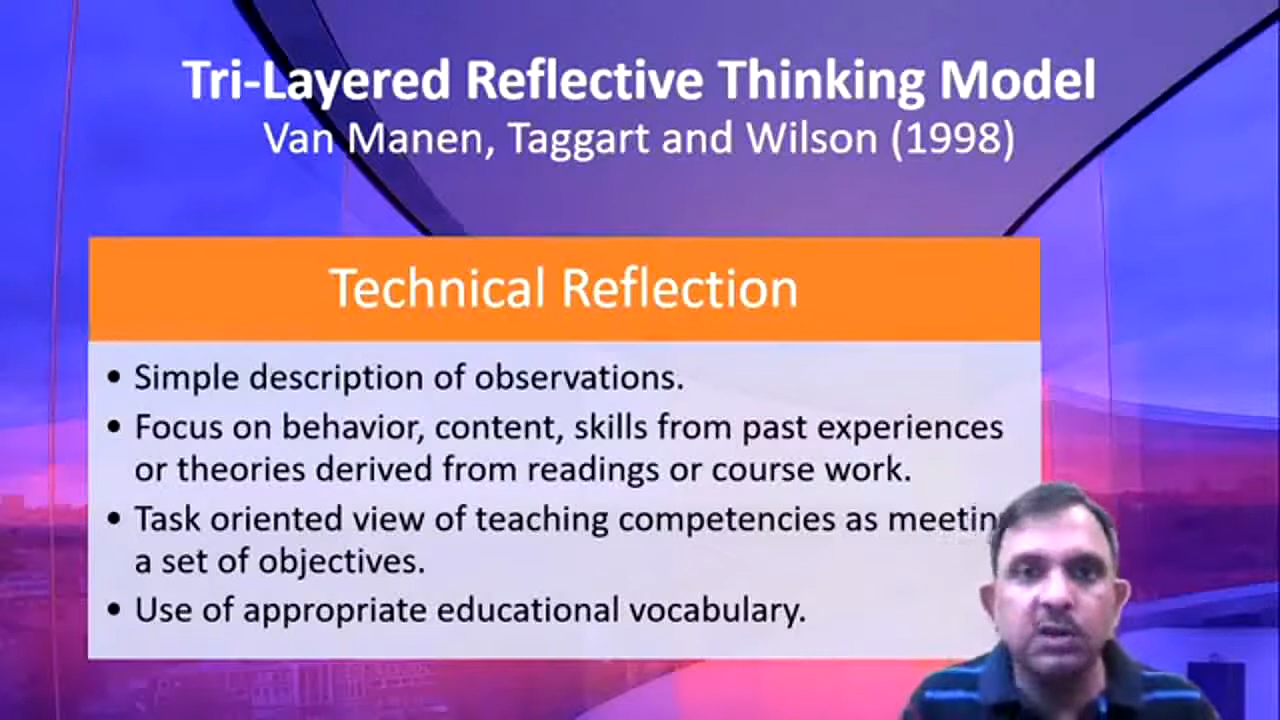 Tri-Layered Reflective Thinking Model
Van Manen, Taggart and Wilson (1998)
Technical Reflection
• Simple description of observations.
• Focus on behavior, content, skills from past experiences
or theories derived from readings or course work.
• Task oriented view of teaching competencies as meetin
a set of objectives.
• Use of appropriate educational vocabulary.